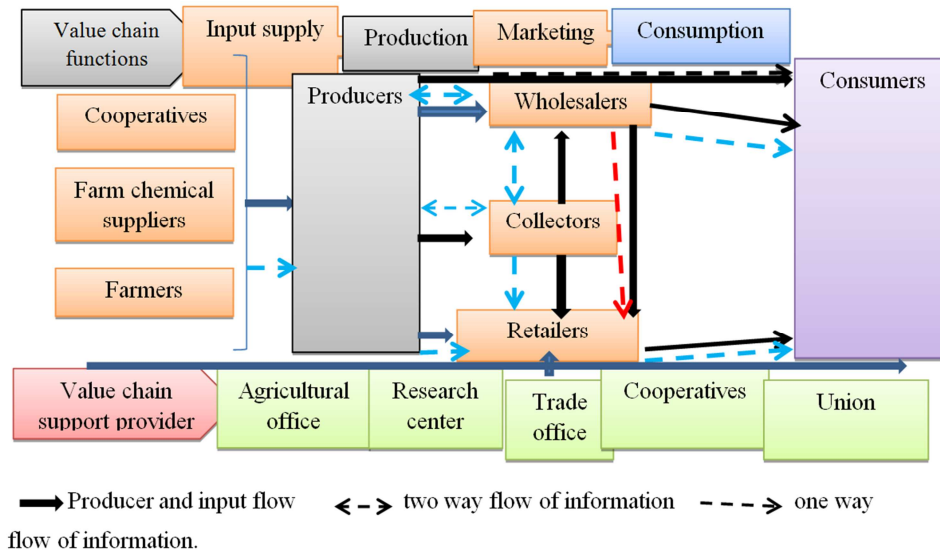 Value chain
functions
Input supply
Production
Marketing
Consumption
Cooperatives
Farm chemical
suppliers
Farmers
Producers
Wholesalers
Collectors
Retailers
Consumers
Value chain
support provider
Agricultural
office
Research
center
Trade
office
Cooperatives
Union
Producer and input flow two way flow of information one way
flow of information.